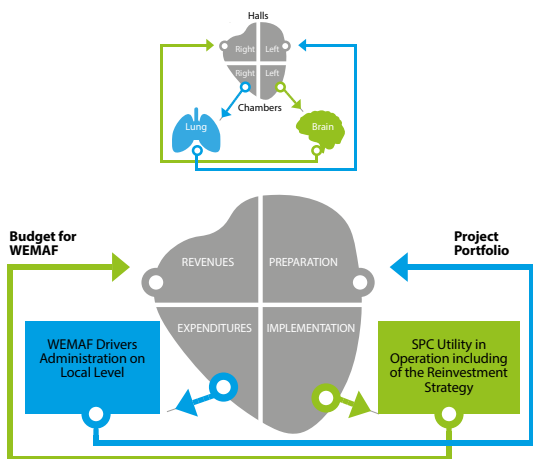 Halls
Right Left
Right Left
Chambers
Lung
Brain
Budget for
WEMAF
Project
Portfolio
REVENUES
PREPARATION
EXPENDITURES
IMPLEMENTATION
WEMAF Drivers
Administration on
Local Level
SPC Utility in
Operation including
of the Reinvestment
Strategy